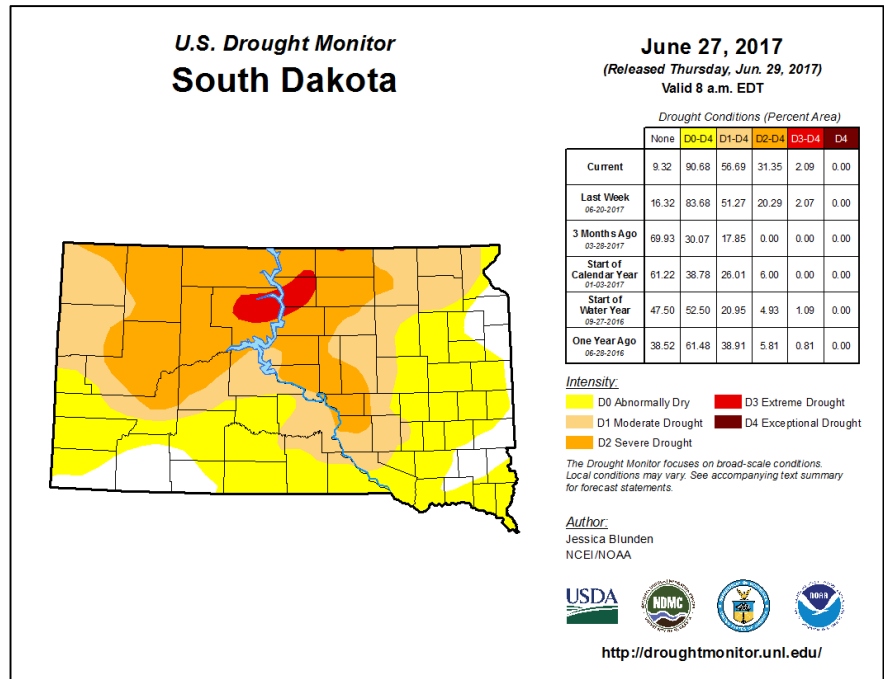 U.S. Drought Monitor
South Dakota
June 27, 2017
(Released Thursday, Jun. 29, 2017)
Valid 8 a.m. EDT
Drought Conditions (Percent Area)
None D0-D4 D1-D4 D2-D4 D3-D4 D4
Current 9.32 90.68 56.69 31.35 2.09 0.00
Last Week
06-20-2017
16.32 83.68 51.27 20.29 2.07 0.00
3 Months Ago
03-28-2017
69.93 30.07 17.85 0.00 0.00 0.00
Start of
Calendar Year
01-03-2017
61.22 38.78 26.01 6.00 0.00 0.00
Start of
Water Year
09-27-2016
47.50 52.50 20.95 4.93 1.09 0.00
One Year Ago
06-28-2016
38.52 61.48 38.91 5.81 0.81 0.00
Intensity:
D0 Abnormally Dry
D1 Moderate Drought
D2 Severe Drought
D3 Extreme Drought
D4 Exceptional Drought
The Drought Monitor focuses on broad-scale conditions.
Local conditions may vary. See accompanying text summary
for forecast statements.
Author:
Jessica Blunden
NCEI/NOAA
USDA
NDMC
NOAA
http://droughtmonitor.unl.edu/